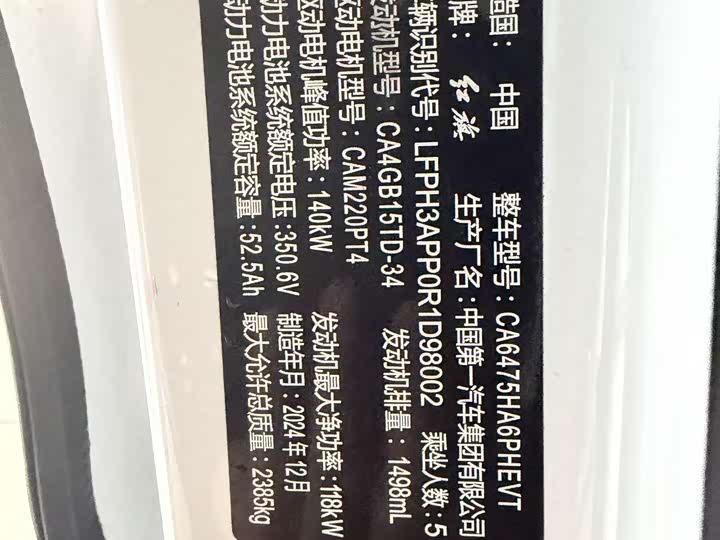 造国： 中国 整车型号：CA6475HA6PHEVT
牌： 红旗 生产厂名：中国第一汽车集团有限公司
辆识别代号：LFPH3APP0R1D98002 乘坐人数：5
发动机型号：CA4GB15TD-34 发动机排量： 1498mL
驱动电机型号：CAM220PT4
驱动电机峰值功率：140kW 发动机最大净功率：118kW
动力电池系统额定电压：350.6V 制造年月：2024年12月
动力电池系统额定容量：52.5Ah 最大允许总质量：2385kg